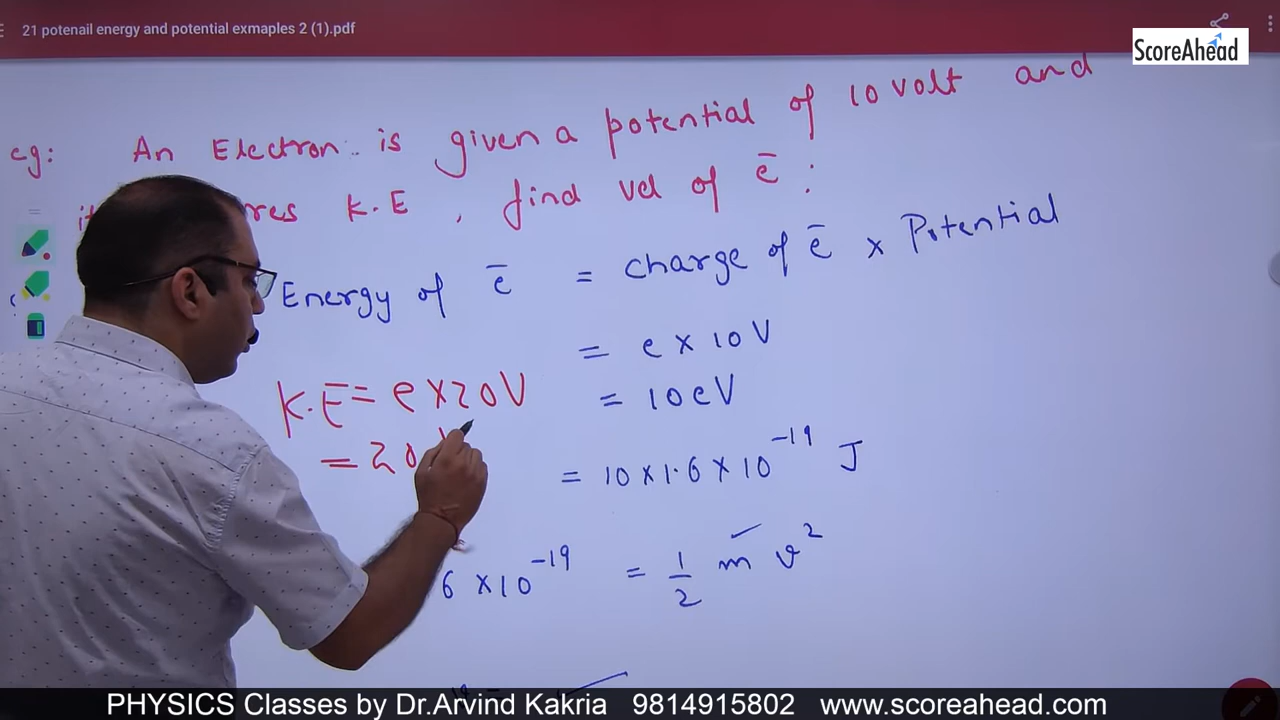 21 potenail energy and potential exmaples 2 (1).pdf
ScoreAhead
eg: An Electron is given a potential of 10 volt and
K.E, find vel of e̅ :
Energy of e̅ = charge of e̅ × Potential
= e × 10 V
K.E = e × 20 V
= 10 eV
= 20
= 10 × 1.6 × 10⁻¹⁹ J
6 × 10⁻¹⁹ = 1/2 m v²
PHYSICS Classes by Dr.Arvind Kakria 9814915802 www.scoreahead.com